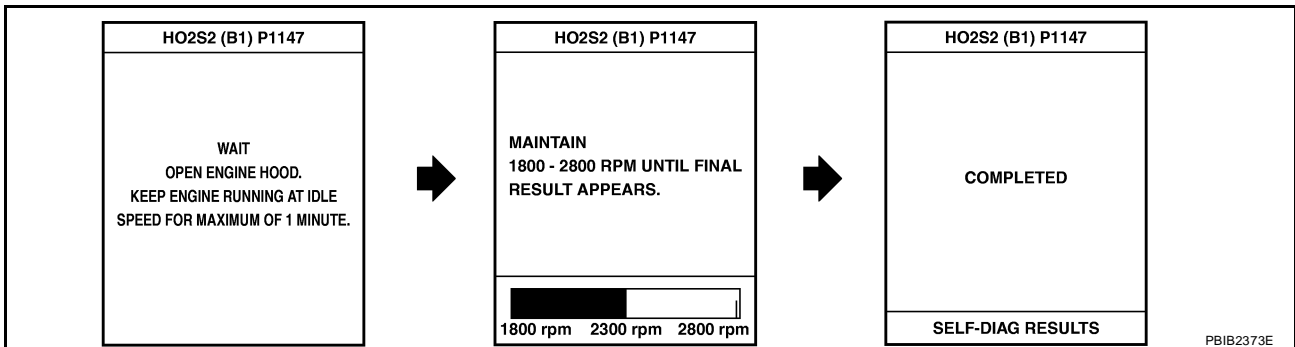 HO2S2 (B1) P1147
WAIT
OPEN ENGINE HOOD.
KEEP ENGINE RUNNING AT IDLE
SPEED FOR MAXIMUM OF 1 MINUTE.
HO2S2 (B1) P1147
MAINTAIN
1800 - 2800 RPM UNTIL FINAL
RESULT APPEARS.
1800 rpm 2300 rpm 2800 rpm
HO2S2 (B1) P1147
COMPLETED
SELF-DIAG RESULTS
PBIB2373E